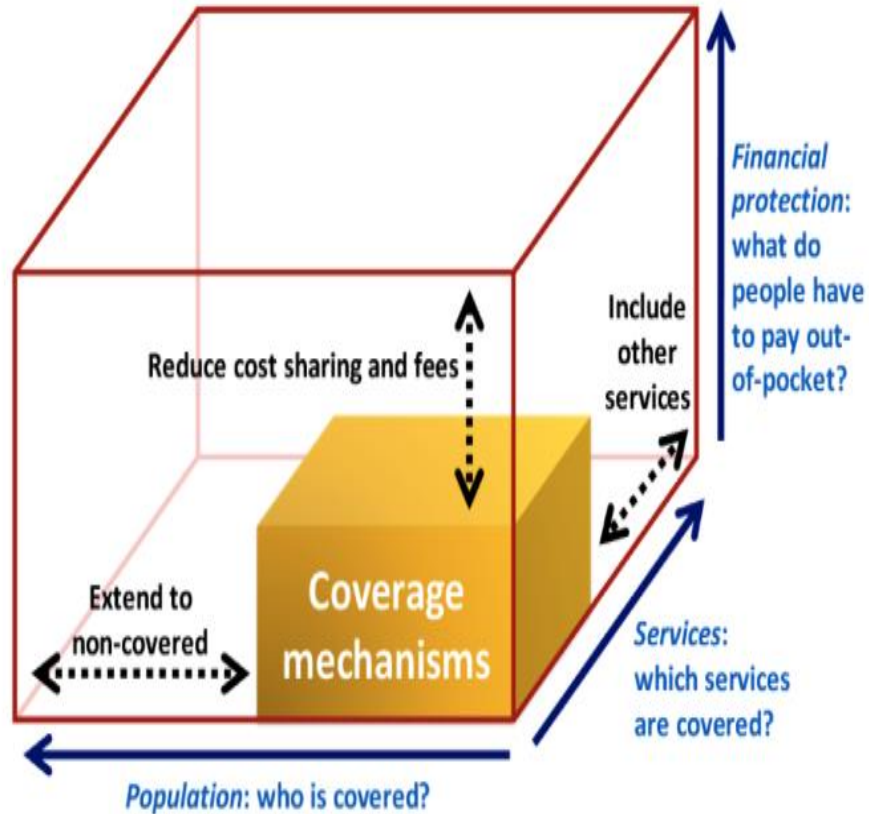 Financial
protection:
what do
people have
to pay out-
of-pocket?
Include
other
services
Reduce cost sharing and fees
Coverage
mechanisms
Extend to
non-covered
Services:
which services
are covered?
Population: who is covered?